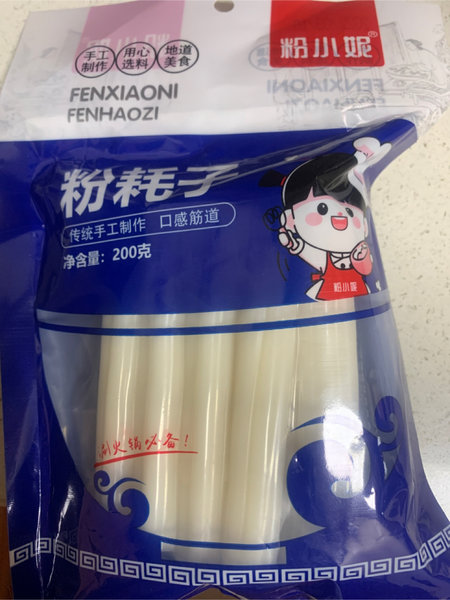 手工制作
用心选料
地道美食
粉小妮®
FENXIAONI
FENHAOZI
粉耗子
传统手工制作 口感筋道
净含量：200克
粉小妮
涮火锅必备！